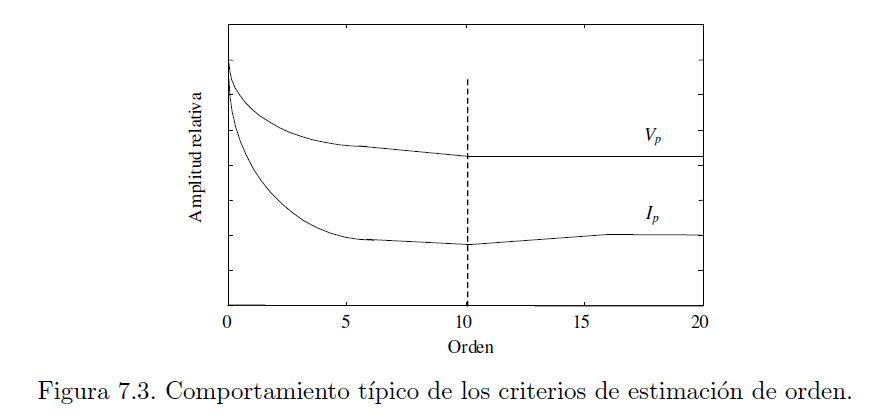 Amplitud relativa
V_p
I_p
0 5 10 15 20
Orden
Figura 7.3. Comportamiento típico de los criterios de estimación de orden.